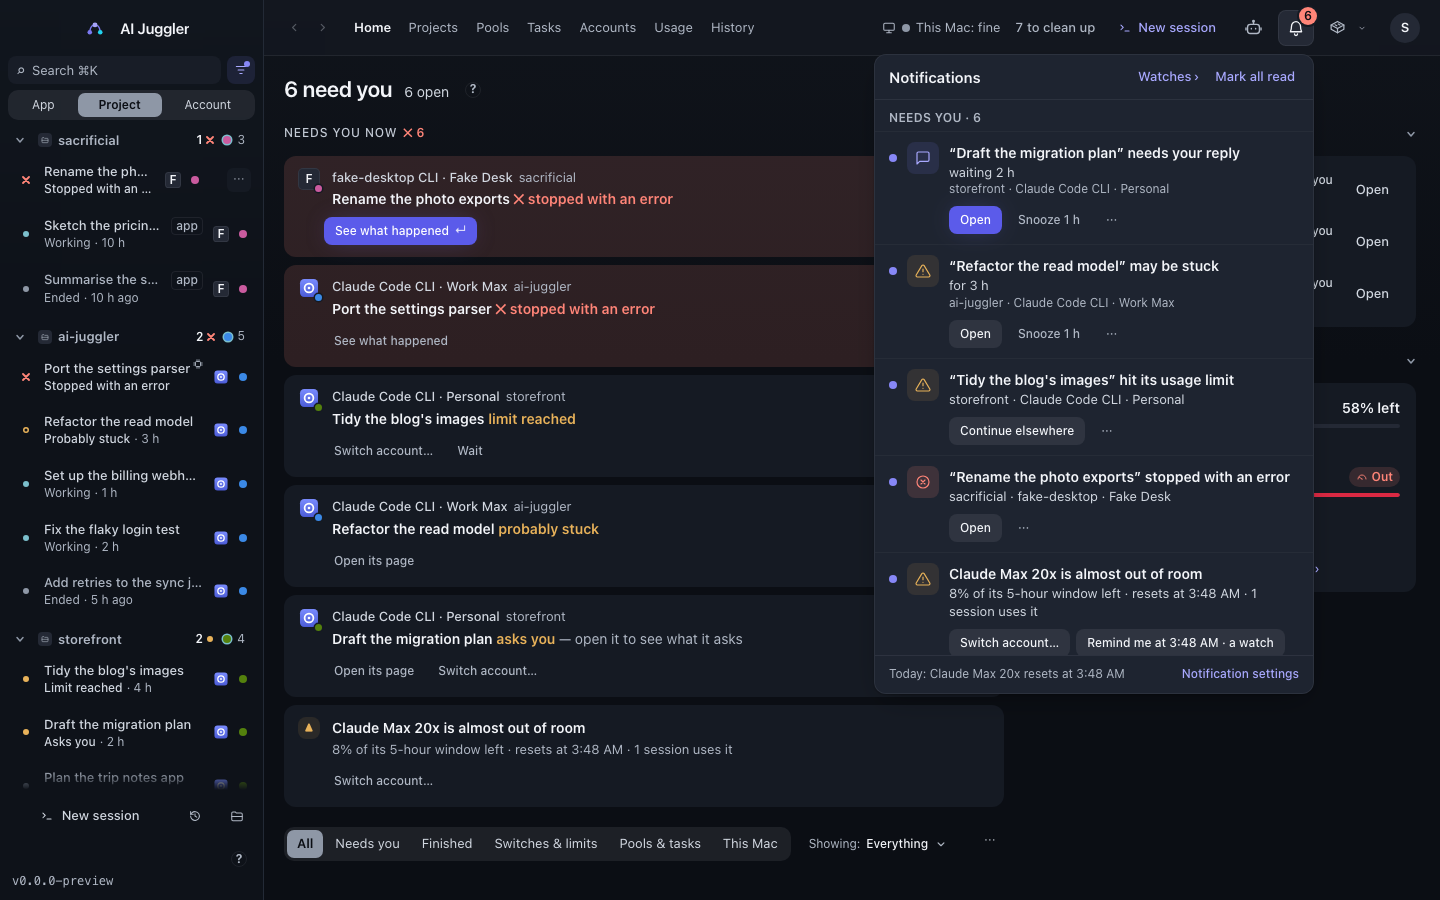 AI Juggler
Search ⌘K
App Project Account
sacrificial 1 3
Rename the ph...
Stopped with an ... F
Sketch the pricin... app
Working · 10 h F
Summarise the s... app
Ended · 10 h ago F
ai-juggler 2 5
Port the settings parser
Stopped with an error
Refactor the read model
Probably stuck · 3 h
Set up the billing webh...
Working · 1 h
Fix the flaky login test
Working · 2 h
Add retries to the sync j...
Ended · 5 h ago
storefront 2 4
Tidy the blog's images
Limit reached · 4 h
Draft the migration plan
Asks you · 2 h
Plan the trip notes app
New session
?
v0.0.0-preview
Home Projects Pools Tasks Accounts Usage History
This Mac: fine 7 to clean up New session 6 S
6 need you 6 open ?
NEEDS YOU NOW 6
F fake-desktop CLI · Fake Desk sacrificial
Rename the photo exports stopped with an error
See what happened
Claude Code CLI · Work Max ai-juggler
Port the settings parser stopped with an error
See what happened
Claude Code CLI · Personal storefront
Tidy the blog's images limit reached
Switch account... Wait
Claude Code CLI · Work Max ai-juggler
Refactor the read model probably stuck
Open its page
Claude Code CLI · Personal storefront
Draft the migration plan asks you — open it to see what it asks
Open its page Switch account...
Claude Max 20x is almost out of room
8% of its 5-hour window left · resets at 3:48 AM · 1 session uses it
Switch account...
All Needs you Finished Switches & limits Pools & tasks This Mac Showing: Everything ...
Notifications Watches › Mark all read
NEEDS YOU · 6
“Draft the migration plan” needs your reply
waiting 2 h
storefront · Claude Code CLI · Personal
Open Snooze 1 h ...
“Refactor the read model” may be stuck
for 3 h
ai-juggler · Claude Code CLI · Work Max
Open Snooze 1 h ...
“Tidy the blog's images” hit its usage limit
storefront · Claude Code CLI · Personal
Continue elsewhere ...
“Rename the photo exports” stopped with an error
sacrificial · fake-desktop · Fake Desk
Open ...
Claude Max 20x is almost out of room
8% of its 5-hour window left · resets at 3:48 AM · 1
session uses it
Switch account... Remind me at 3:48 AM · a watch
Today: Claude Max 20x resets at 3:48 AM Notification settings
you Open
you Open
you Open
58% left
Out